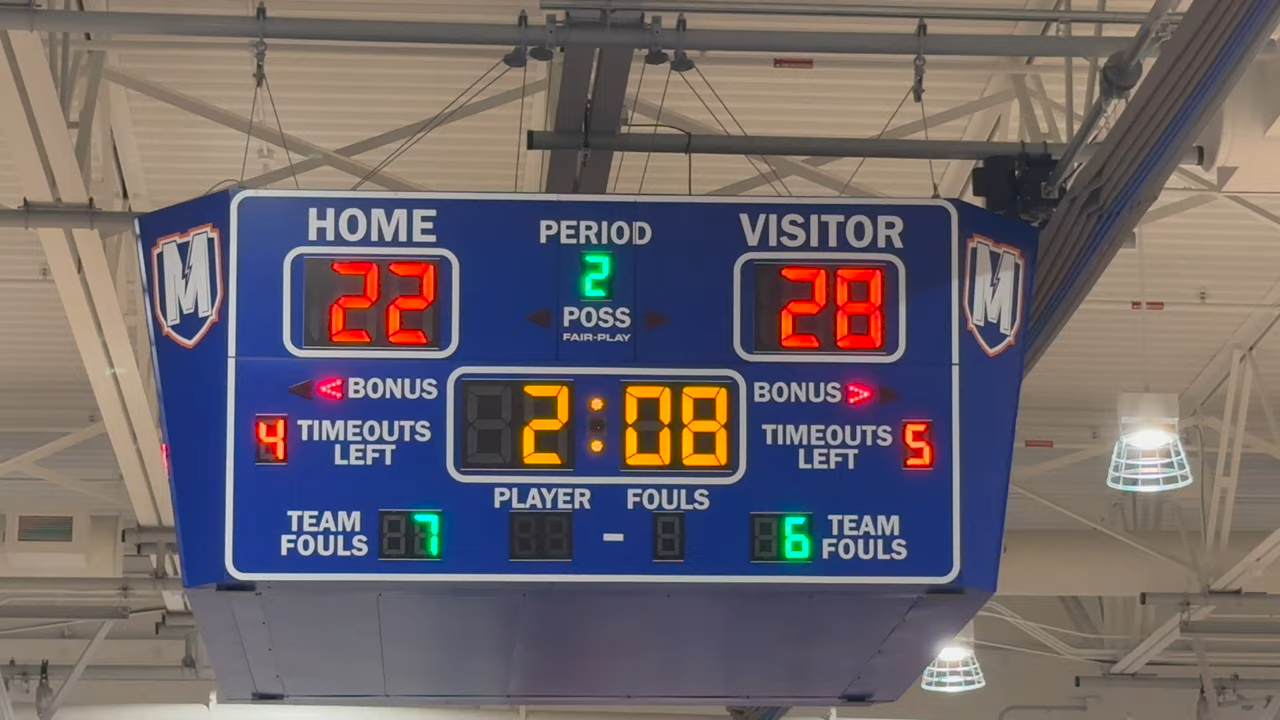 HOME
PERIOD
VISITOR
M
22
2
28
M
POSS
FAIR-PLAY
< BONUS
2:08
BONUS >
4
TIMEOUTS
LEFT
TIMEOUTS
LEFT
5
PLAYER FOULS
TEAM
FOULS
7
-
6
TEAM
FOULS